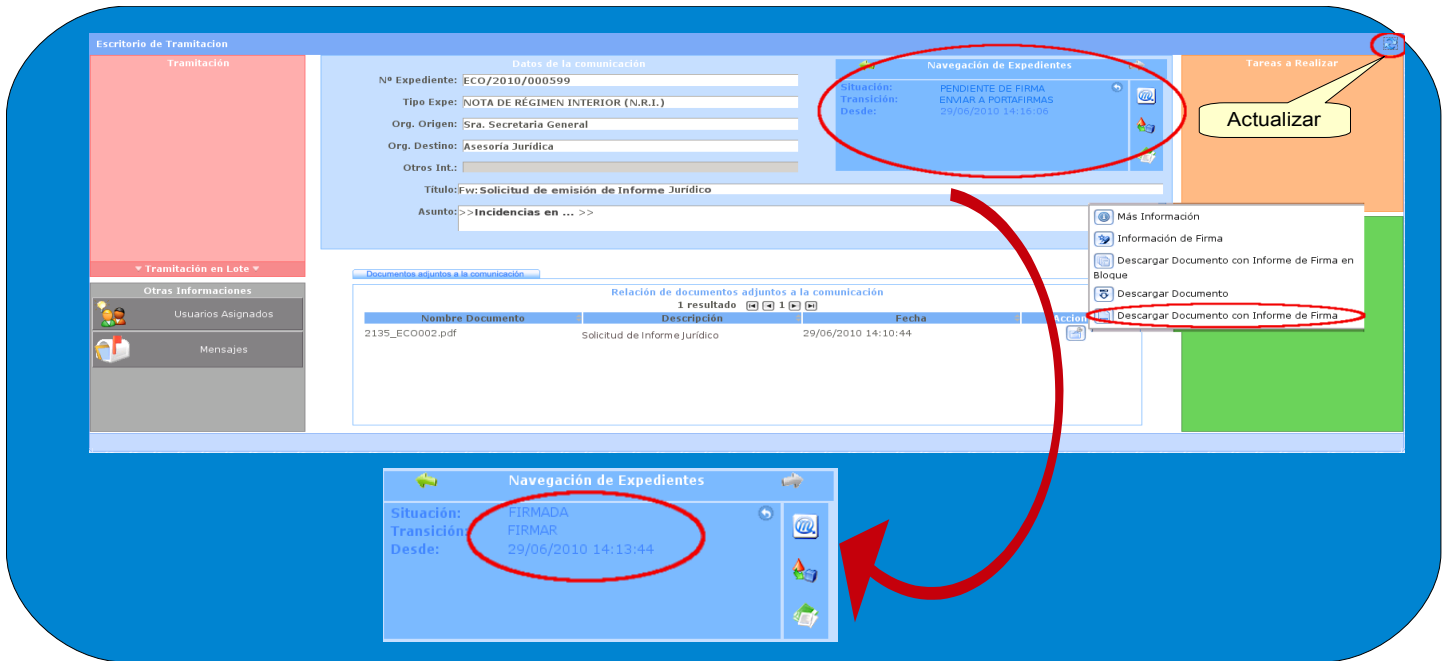 Escritorio de Tramitacion
Tramitación
Datos de la comunicación
Nº Expediente: ECO/2010/000599
Tipo Expe: NOTA DE RÉGIMEN INTERIOR (N.R.I.)
Org. Origen: Sra. Secretaria General
Org. Destino: Asesoría Jurídica
Otros Int.:
Título: Fw: Solicitud de emisión de Informe Jurídico
Asunto: >>Incidencias en ... >>
Navegación de Expedientes
Situación: PENDIENTE DE FIRMA
Transición: ENVIAR A PORTAFIRMAS
Desde: 29/06/2010 14:16:06
Tareas a Realizar
Actualizar
Más Información
Información de Firma
Descargar Documento con Informe de Firma en
Bloque
Descargar Documento
Descargar Documento con Informe de Firma
Tramitación en Lote
Otras Informaciones
Usuarios Asignados
Mensajes
Documentos adjuntos a la comunicación
Relación de documentos adjuntos a la comunicación
1 resultado 1
Nombre Documento Descripción Fecha Accion
2135_ECO002.pdf Solicitud de Informe Jurídico 29/06/2010 14:10:44
Navegación de Expedientes
Situación: FIRMADA
Transición: FIRMAR
Desde: 29/06/2010 14:13:44